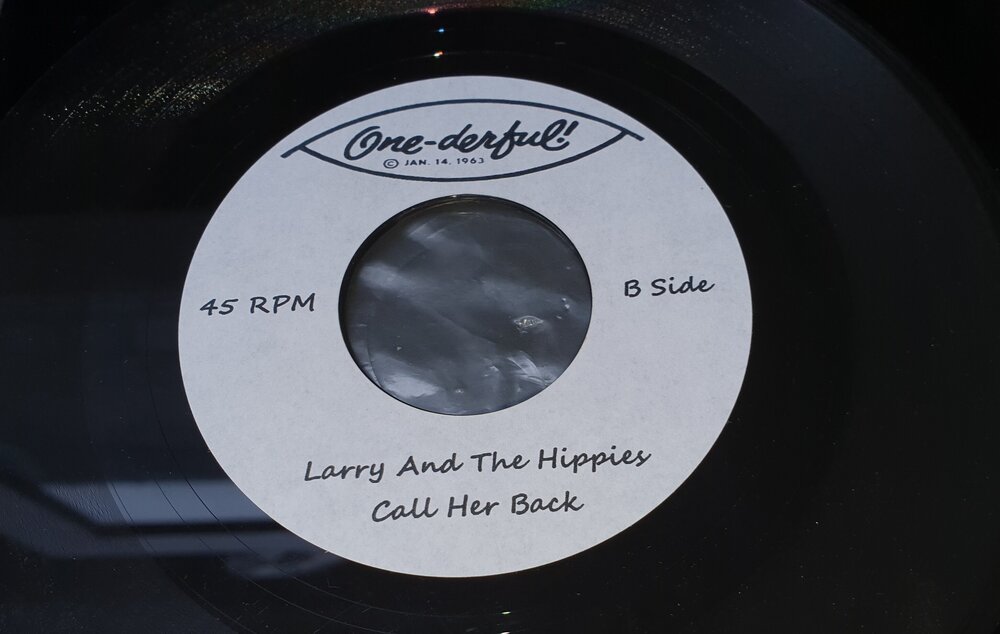 One-derful!
© JAN. 14. 1963
45 RPM
B Side
Larry And The Hippies
Call Her Back